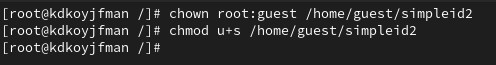 [root@kdkoyjfman /]# chown root:guest /home/guest/simpleid2
[root@kdkoyjfman /]# chmod u+s /home/guest/simpleid2
[root@kdkoyjfman /]#